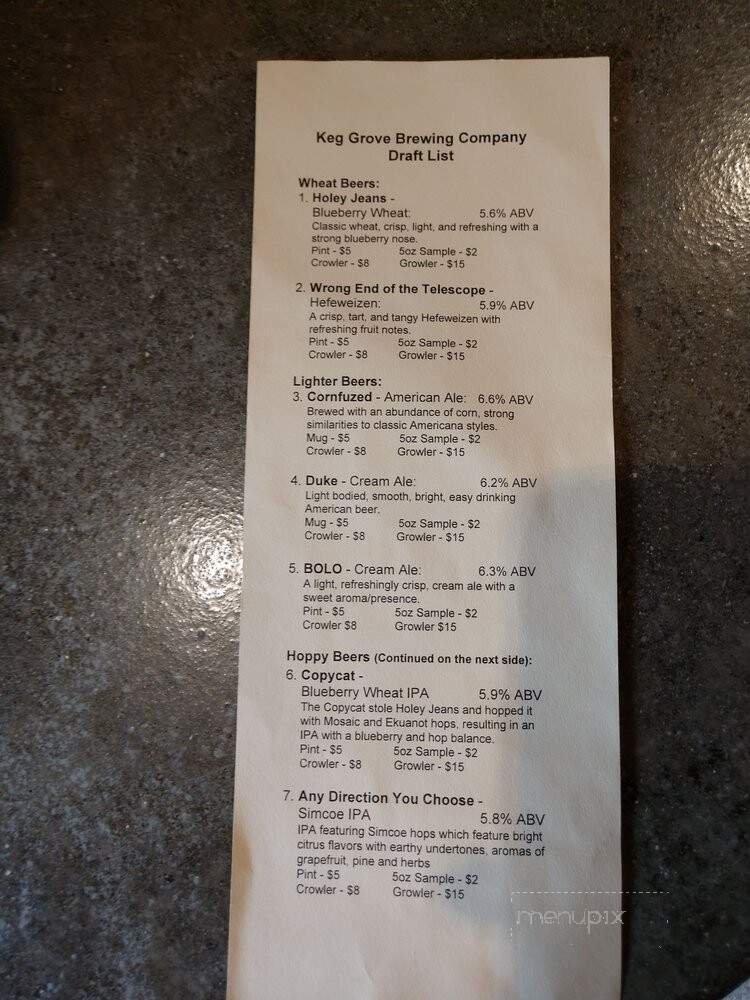 Keg Grove Brewing Company
Draft List
Wheat Beers:
1. Holey Jeans -
Blueberry Wheat: 5.6% ABV
Classic wheat, crisp, light, and refreshing with a
strong blueberry nose.
Pint - $5 5oz Sample - $2
Crowler - $8 Growler - $15
2. Wrong End of the Telescope -
Hefeweizen: 5.9% ABV
A crisp, tart, and tangy Hefeweizen with
refreshing fruit notes.
Pint - $5 5oz Sample - $2
Crowler - $8 Growler - $15
Lighter Beers:
3. Cornfuzed - American Ale: 6.6% ABV
Brewed with an abundance of corn, strong
similarities to classic Americana styles.
Mug - $5 5oz Sample - $2
Crowler - $8 Growler - $15
4. Duke - Cream Ale: 6.2% ABV
Light bodied, smooth, bright, easy drinking
American beer.
Mug - $5 5oz Sample - $2
Crowler - $8 Growler - $15
5. BOLO - Cream Ale: 6.3% ABV
A light, refreshingly crisp, cream ale with a
sweet aroma/presence.
Pint - $5 5oz Sample - $2
Crowler $8 Growler $15
Hoppy Beers (Continued on the next side):
6. Copycat -
Blueberry Wheat IPA 5.9% ABV
The Copycat stole Holey Jeans and hopped it
with Mosaic and Ekuanot hops, resulting in an
IPA with a blueberry and hop balance.
Pint - $5 5oz Sample - $2
Crowler - $8 Growler - $15
7. Any Direction You Choose -
Simcoe IPA 5.8% ABV
IPA featuring Simcoe hops which feature bright
citrus flavors with earthy undertones, aromas of
grapefruit, pine and herbs
Pint - $5 5oz Sample - $2
Crowler - $8 Growler - $15
menupix